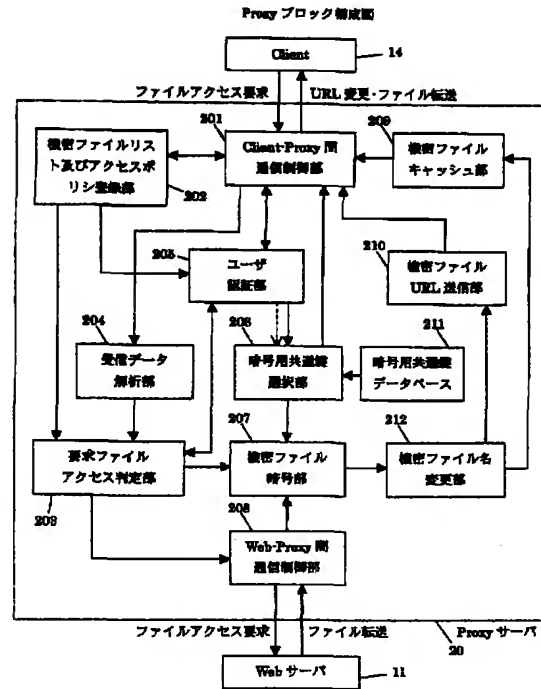 Proxy ブロック構成図
Client
14
ファイルアクセス要求
URL 変更・ファイル転送
201
209
機密ファイルリス
ト及びアクセスポ
リシ登録部
202
Client-Proxy 間
通信制御部
機密ファイル
キャッシュ部
205
ユーザ
認証部
210
機密ファイル
URL 送信部
204
受信データ
解析部
206
暗号用共通鍵
選択部
211
暗号用共通鍵
データベース
207
212
要求ファイル
アクセス判定部
203
機密ファイル
暗号部
機密ファイル名
変更部
208
Web-Proxy 間
通信制御部
ファイルアクセス要求
ファイル転送
Proxy サーバ
20
Web サーバ
11